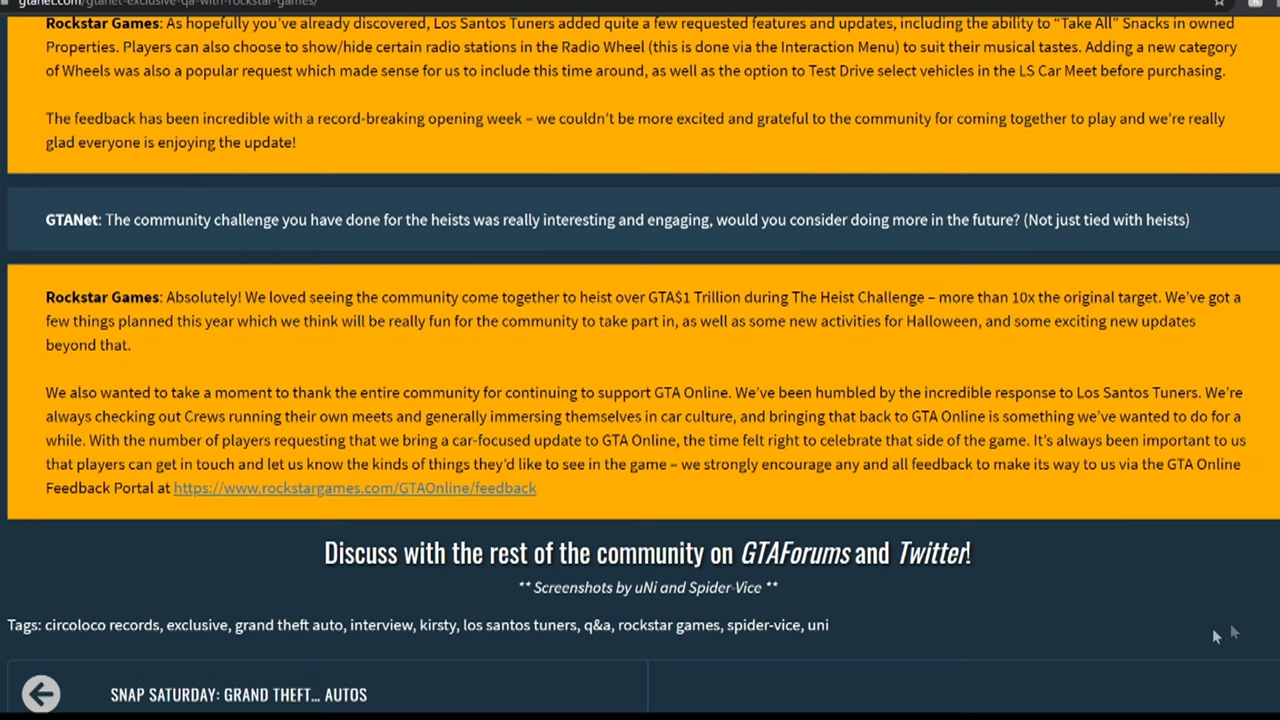 gtanet.com/gtanet-exclusive-qa-with-rockstar-games/
Rockstar Games: As hopefully you've already discovered, Los Santos Tuners added quite a few requested features and updates, including the ability to “Take All” Snacks in owned
Properties. Players can also choose to show/hide certain radio stations in the Radio Wheel (this is done via the Interaction Menu) to suit their musical tastes. Adding a new category
of Wheels was also a popular request which made sense for us to include this time around, as well as the option to Test Drive select vehicles in the LS Car Meet before purchasing.
The feedback has been incredible with a record-breaking opening week – we couldn't be more excited and grateful to the community for coming together to play and we're really
glad everyone is enjoying the update!
GTANet: The community challenge you have done for the heists was really interesting and engaging, would you consider doing more in the future? (Not just tied with heists)
Rockstar Games: Absolutely! We loved seeing the community come together to heist over GTA$1 Trillion during The Heist Challenge – more than 10x the original target. We've got a
few things planned this year which we think will be really fun for the community to take part in, as well as some new activities for Halloween, and some exciting new updates
beyond that.
We also wanted to take a moment to thank the entire community for continuing to support GTA Online. We've been humbled by the incredible response to Los Santos Tuners. We're
always checking out Crews running their own meets and generally immersing themselves in car culture, and bringing that back to GTA Online is something we've wanted to do for a
while. With the number of players requesting that we bring a car-focused update to GTA Online, the time felt right to celebrate that side of the game. It's always been important to us
that players can get in touch and let us know the kinds of things they'd like to see in the game – we strongly encourage any and all feedback to make its way to us via the GTA Online
Feedback Portal at https://www.rockstargames.com/GTAOnline/feedback
Discuss with the rest of the community on GTAForums and Twitter!
** Screenshots by uNi and Spider-Vice **
Tags: circoloco records, exclusive, grand theft auto, interview, kirsty, los santos tuners, q&a, rockstar games, spider-vice, uni
SNAP SATURDAY: GRAND THEFT... AUTOS